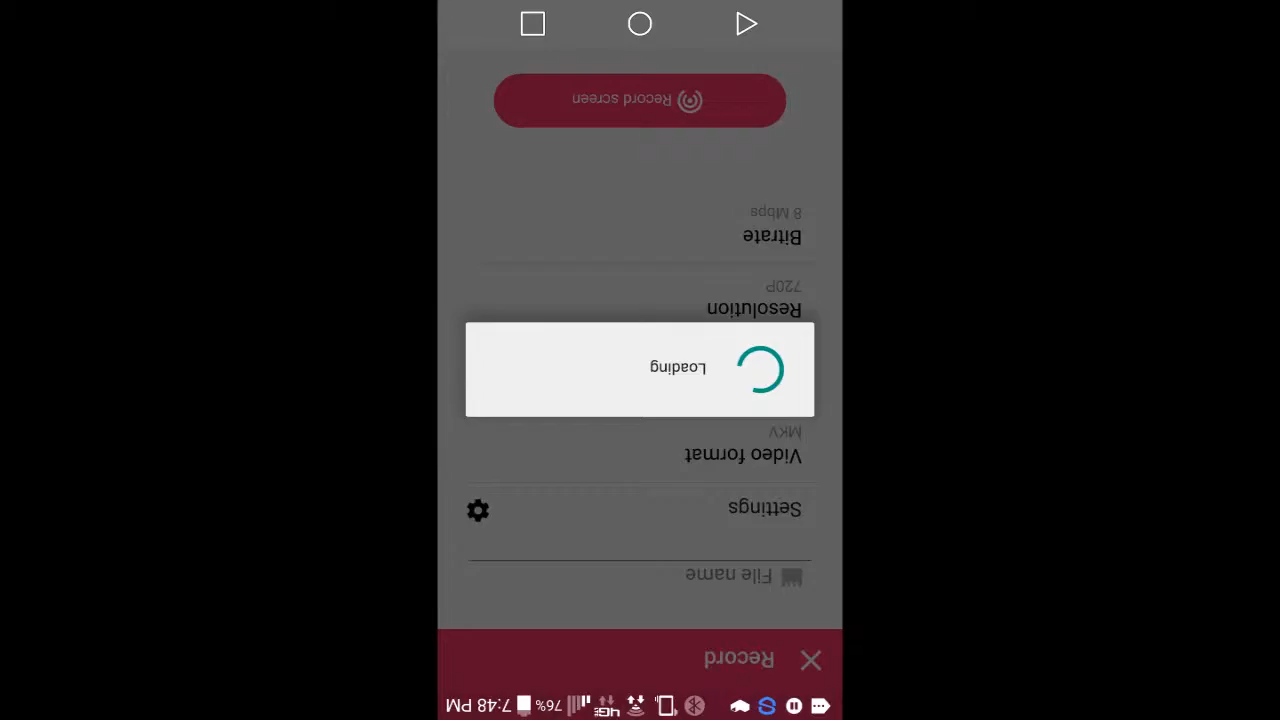 76% 7:48 PM
4G
Record
File name
Settings
Video format
MKV
Loading
Resolution
720P
Bitrate
8 Mbps
Record screen